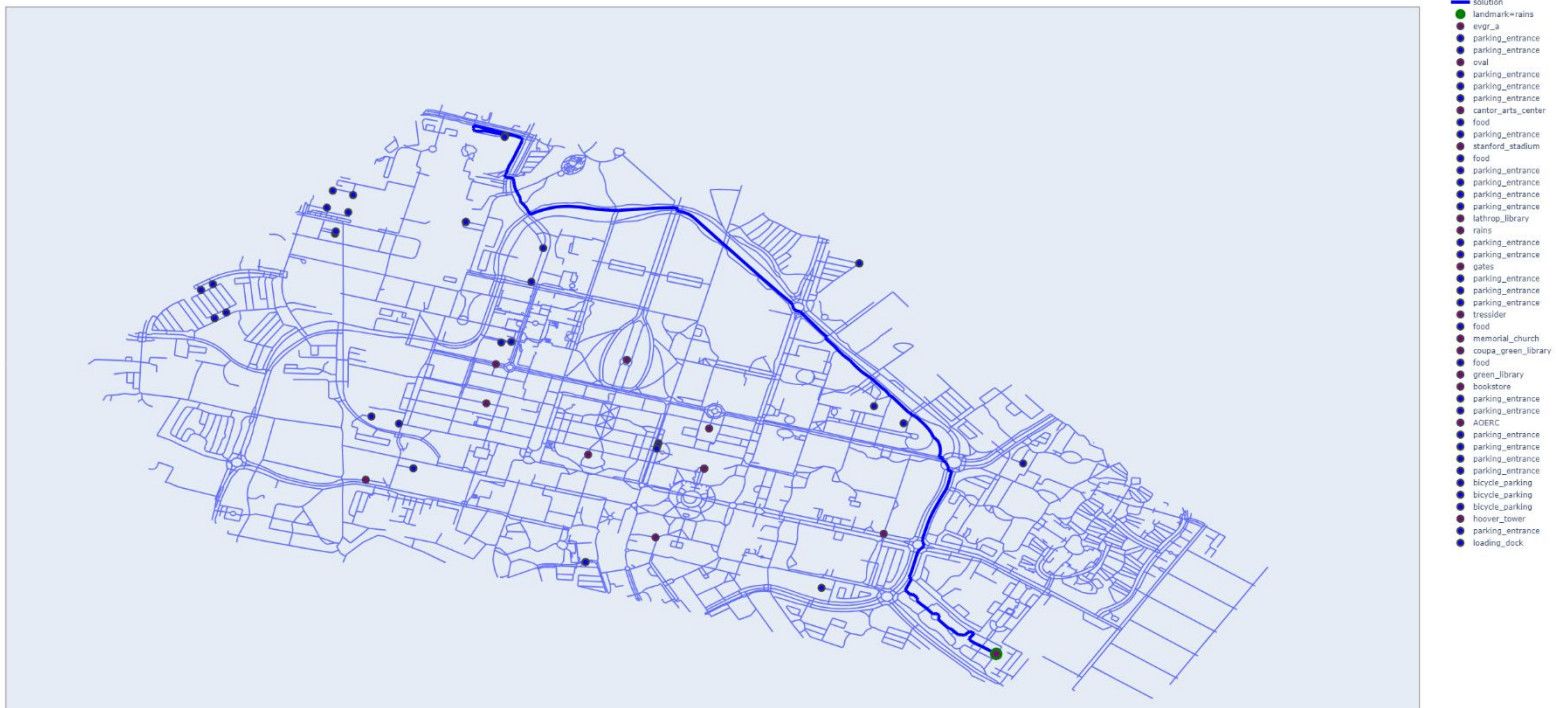 solution
landmark=rains
evgr_a
parking_entrance
parking_entrance
oval
parking_entrance
parking_entrance
parking_entrance
cantor_arts_center
food
parking_entrance
stanford_stadium
food
parking_entrance
parking_entrance
parking_entrance
parking_entrance
lathrop_library
rains
parking_entrance
parking_entrance
gates
parking_entrance
parking_entrance
parking_entrance
tressider
food
memorial_church
coupa_green_library
food
green_library
bookstore
parking_entrance
parking_entrance
AOERC
parking_entrance
parking_entrance
parking_entrance
parking_entrance
bicycle_parking
bicycle_parking
bicycle_parking
hoover_tower
parking_entrance
loading_dock